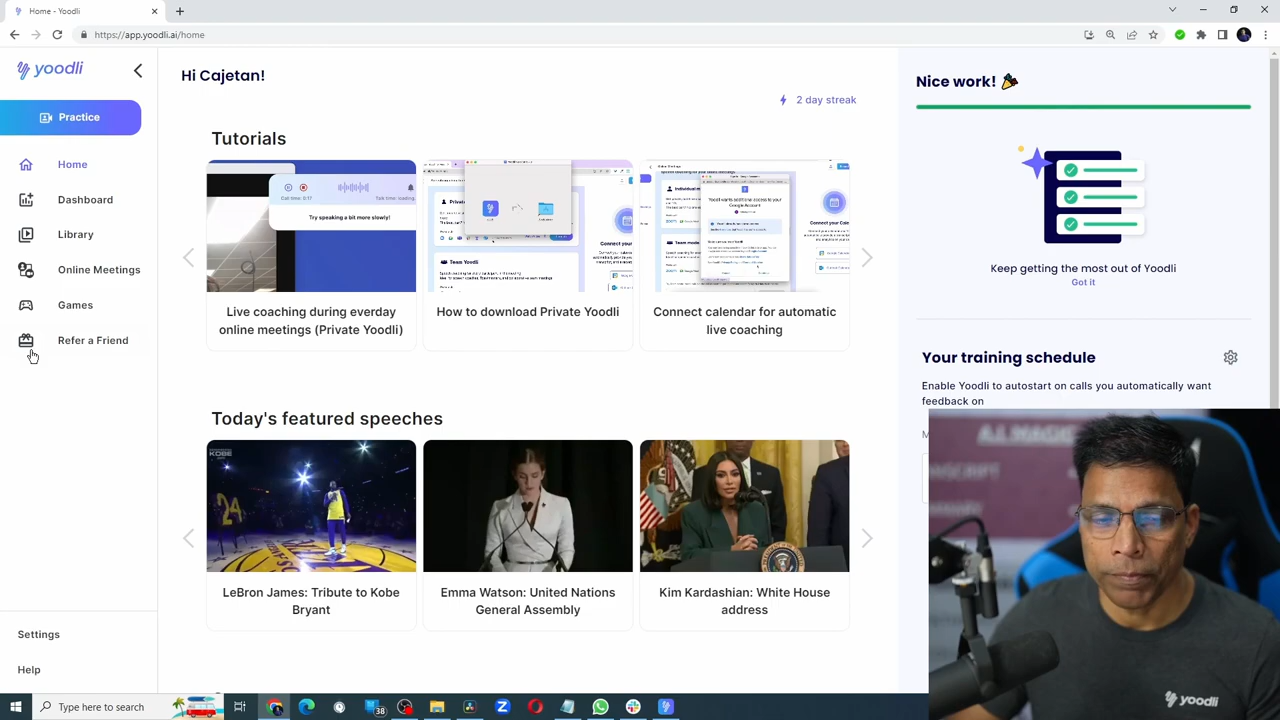 Home - Yoodli
https://app.yoodli.ai/home
yoodli
Practice
Home
Dashboard
Library
Online Meetings
Games
Refer a Friend
Settings
Help
Hi Cajetan!
2 day streak
Tutorials
Try speaking a bit more slowly!
Live coaching during everday
online meetings (Private Yoodli)
Team Yoodli
How to download Private Yoodli
Connect calendar for automatic
live coaching
Today's featured speeches
KOBE
24
LeBron James: Tribute to Kobe
Bryant
Emma Watson: United Nations
General Assembly
Kim Kardashian: White House
address
Nice work!
Keep getting the most out of Yoodli
Got it
Your training schedule
Enable Yoodli to autostart on calls you automatically want
feedback on
yoodli
Type here to search
38